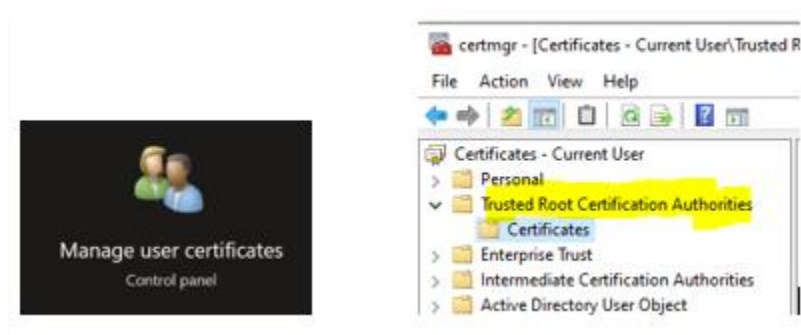 Manage user certificates
Control panel
certmgr - [Certificates - Current User\Trusted R
File Action View Help
Certificates - Current User
Personal
Trusted Root Certification Authorities
Certificates
Enterprise Trust
Intermediate Certification Authorities
Active Directory User Object